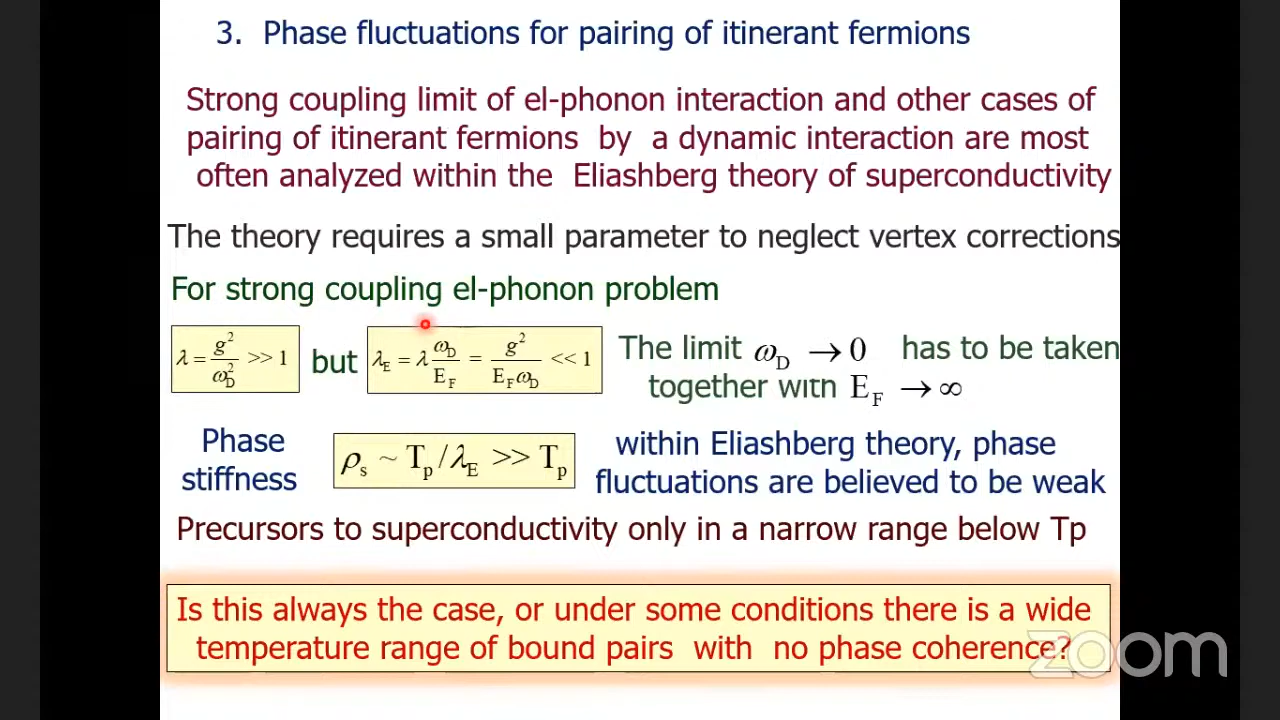 3. Phase fluctuations for pairing of itinerant fermions
Strong coupling limit of el-phonon interaction and other cases of
pairing of itinerant fermions by a dynamic interaction are most
often analyzed within the Eliashberg theory of superconductivity
The theory requires a small parameter to neglect vertex corrections
For strong coupling el-phonon problem
λ = g²/ω_D² >> 1 but λ_E = λ ω_D/E_F = g²/(E_F ω_D) << 1 The limit ω_D → 0 has to be taken
together with E_F → ∞
Phase
stiffness
ρ_s ~ T_p / λ_E >> T_p
within Eliashberg theory, phase
fluctuations are believed to be weak
Precursors to superconductivity only in a narrow range below Tp
Is this always the case, or under some conditions there is a wide
temperature range of bound pairs with no phase coherence?
zoom